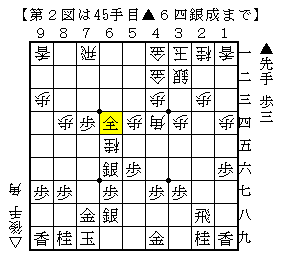 【第２図は45手目▲６四銀成まで】
９ ８ ７ ６ ５ ４ ３ ２ １
香 飛 金 玉 桂 香 一
金 銀 二
歩 歩 歩 三
歩 歩 全 歩 角 歩 歩 四
桂 五
銀 歩 歩 六
歩 歩 歩 歩 歩 七
金 銀 飛 八
香 桂 玉 金 桂 香 九
▲先手 歩三
△後手 角